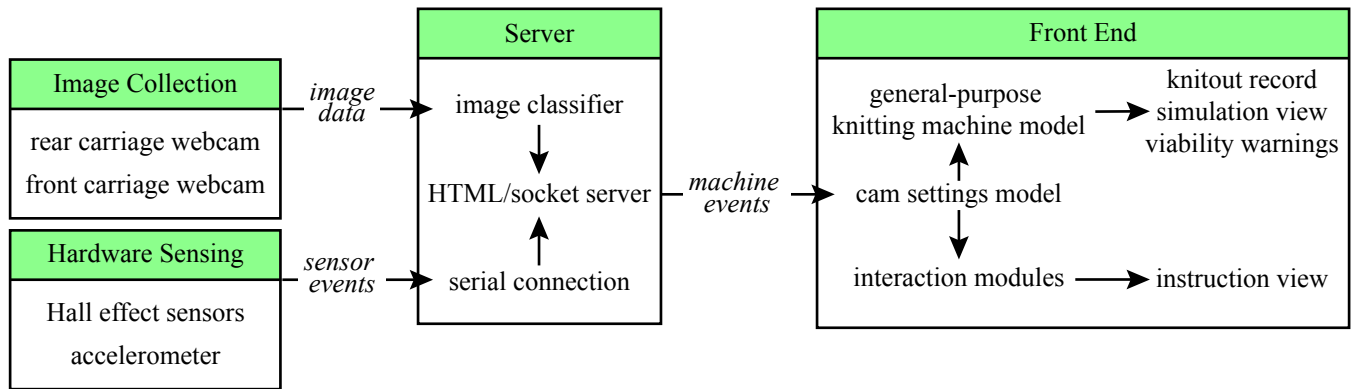 Image Collection
rear carriage webcam
front carriage webcam
Hardware Sensing
Hall effect sensors
accelerometer
image
data
sensor
events
Server
image classifier
HTML/socket server
serial connection
machine
events
Front End
general-purpose
knitting machine model
knitout record
simulation view
viability warnings
cam settings model
interaction modules
instruction view